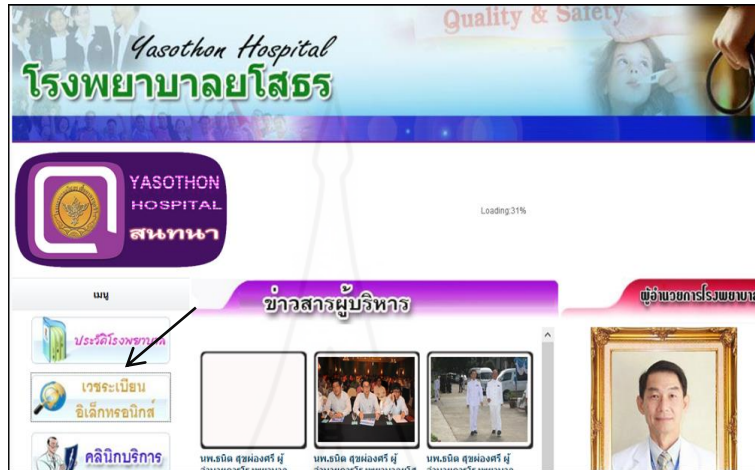 Quality & Safety
Yasothon Hospital
โรงพยาบาลยโสธร
YASOTHON
HOSPITAL
สนทนา
Loading:31%
เมนู
ข่าวสารผู้บริหาร
ผู้อำนวยการโรงพยาบาล
ประวัติโรงพยาบาล
เวชระเบียน
อิเล็กทรอนิกส์
คลินิกบริการ
นพ.ธนิต สุขผ่องศรี ผู้
นพ.ธนิต สุขผ่องศรี ผู้
นพ.ธนิต สุขผ่องศรี ผู้